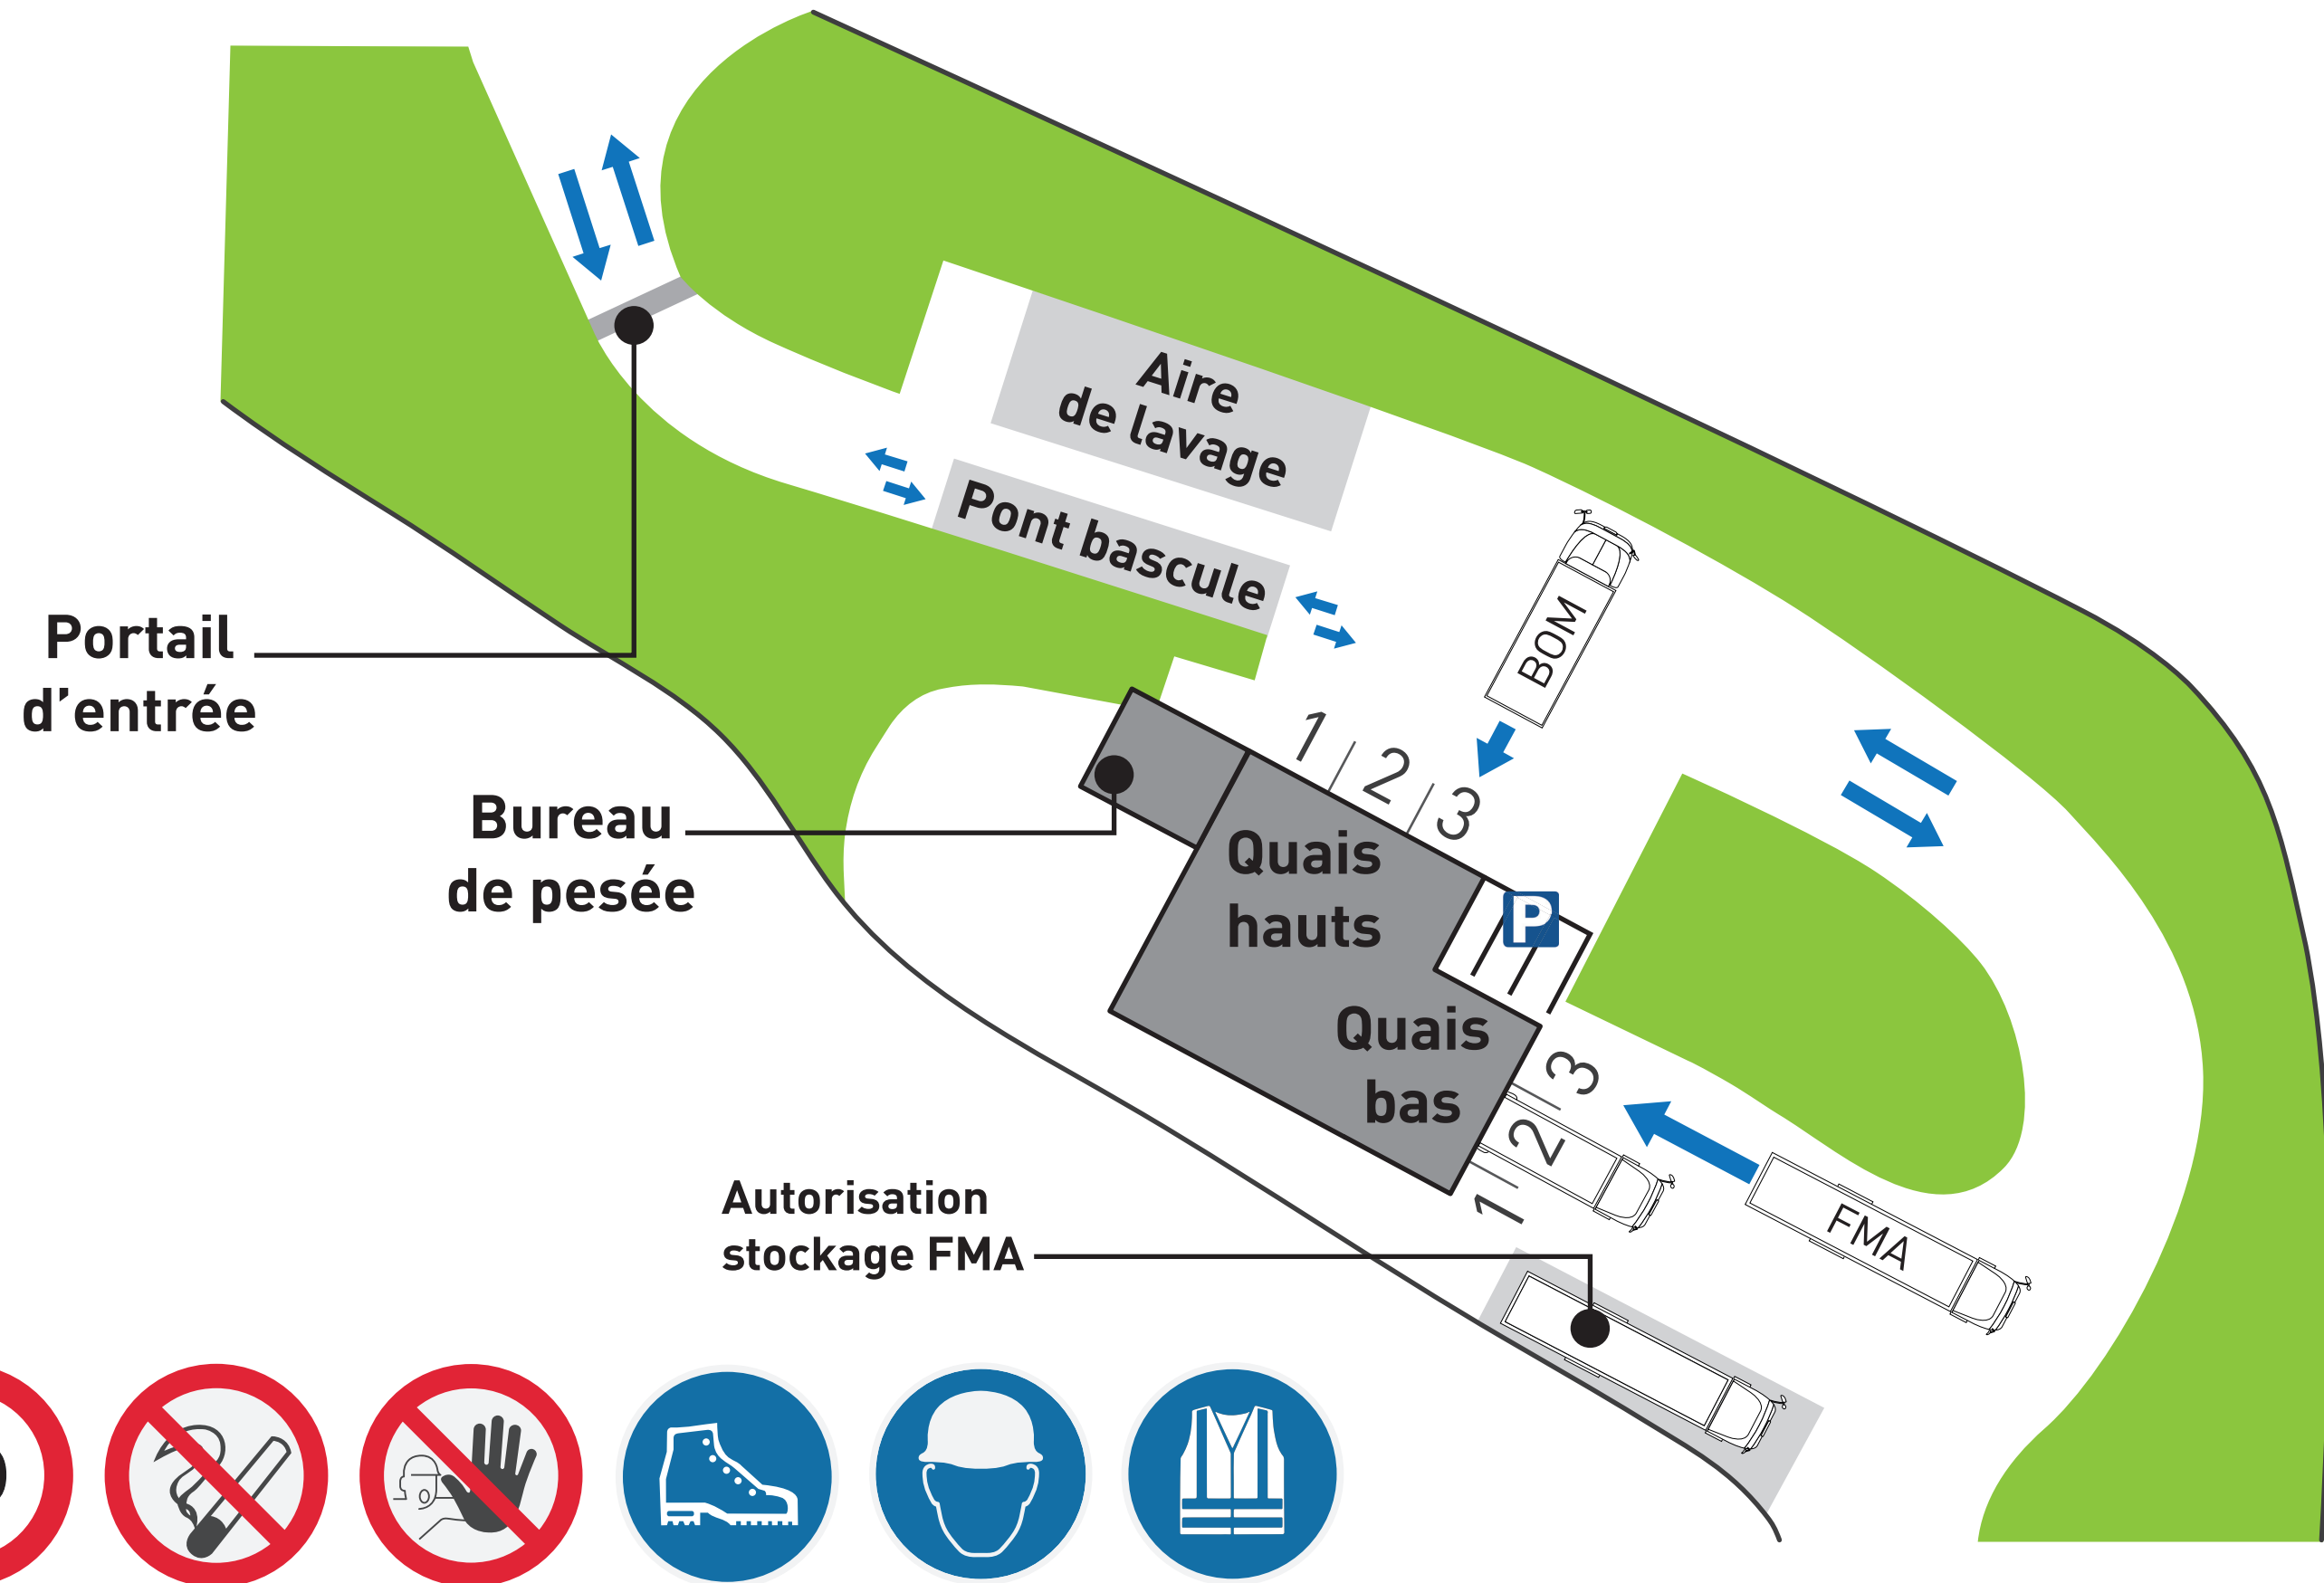 Aire
de lavage
Pont bascule
Portail
d'entrée
BOM
1
2
3
Bureau
de pesée
P
Quais
hauts
Quais
bas
3
2
1
Autorisation
stockage FMA
FMA